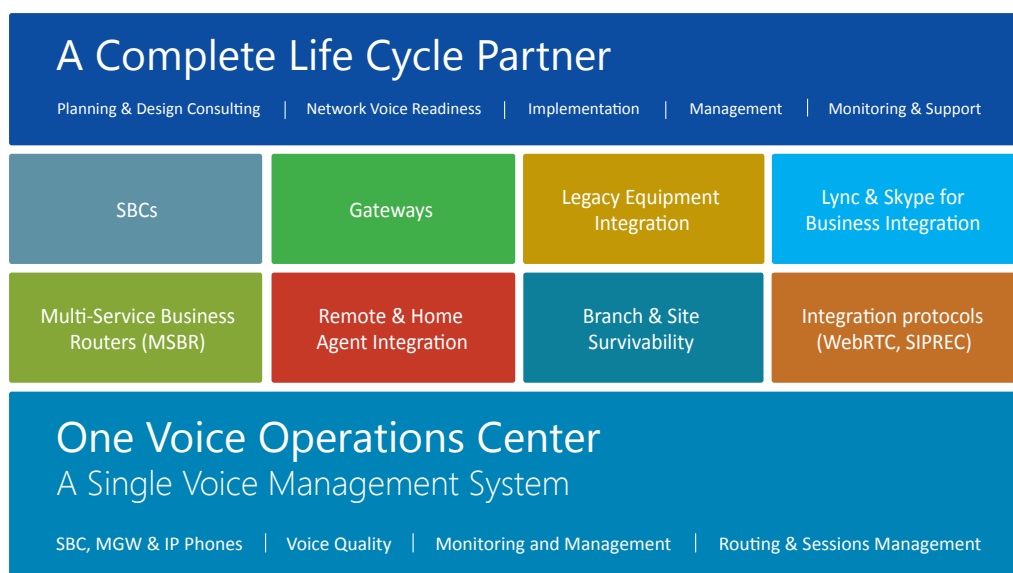 A Complete Life Cycle Partner
Planning & Design Consulting | Network Voice Readiness | Implementation | Management | Monitoring & Support
SBCs
Gateways
Legacy Equipment
Integration
Lync & Skype for
Business Integration
Multi-Service Business
Routers (MSBR)
Remote & Home
Agent Integration
Branch & Site
Survivability
Integration protocols
(WebRTC, SIPREC)
One Voice Operations Center
A Single Voice Management System
SBC, MGW & IP Phones | Voice Quality | Monitoring and Management | Routing & Sessions Management